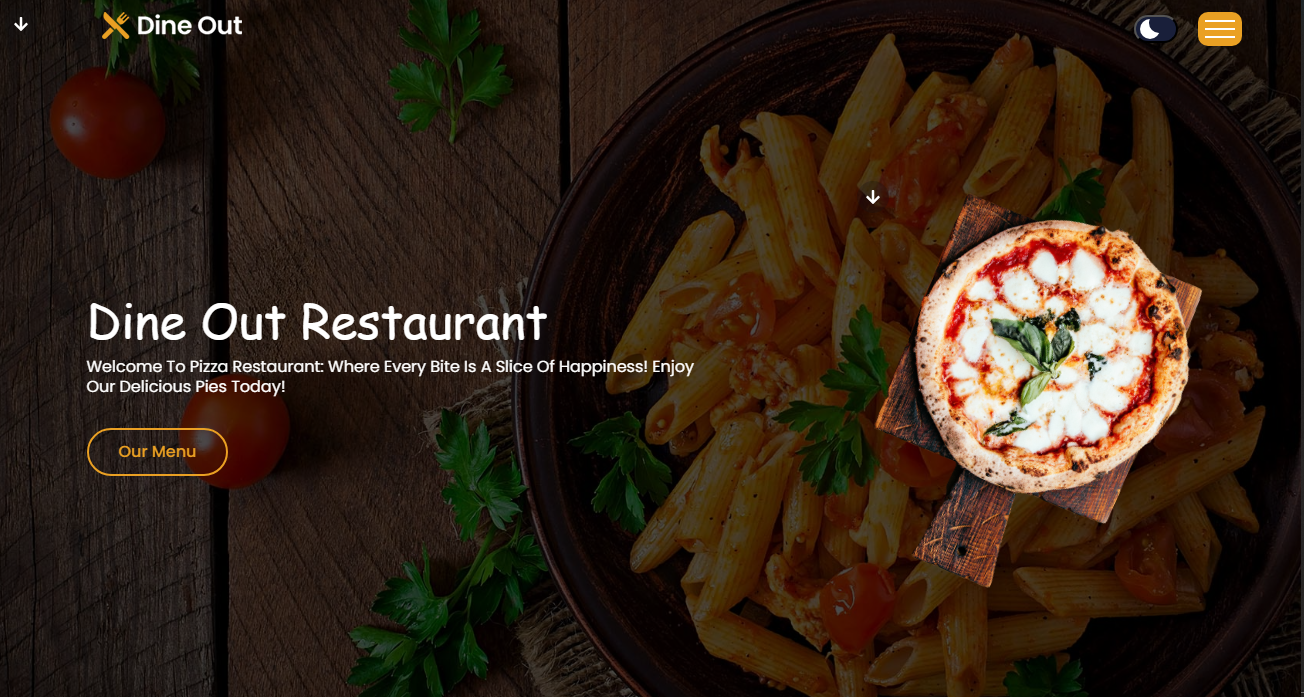 Dine Out
Dine Out Restaurant
Welcome To Pizza Restaurant: Where Every Bite Is A Slice Of Happiness! Enjoy
Our Delicious Pies Today!
Our Menu